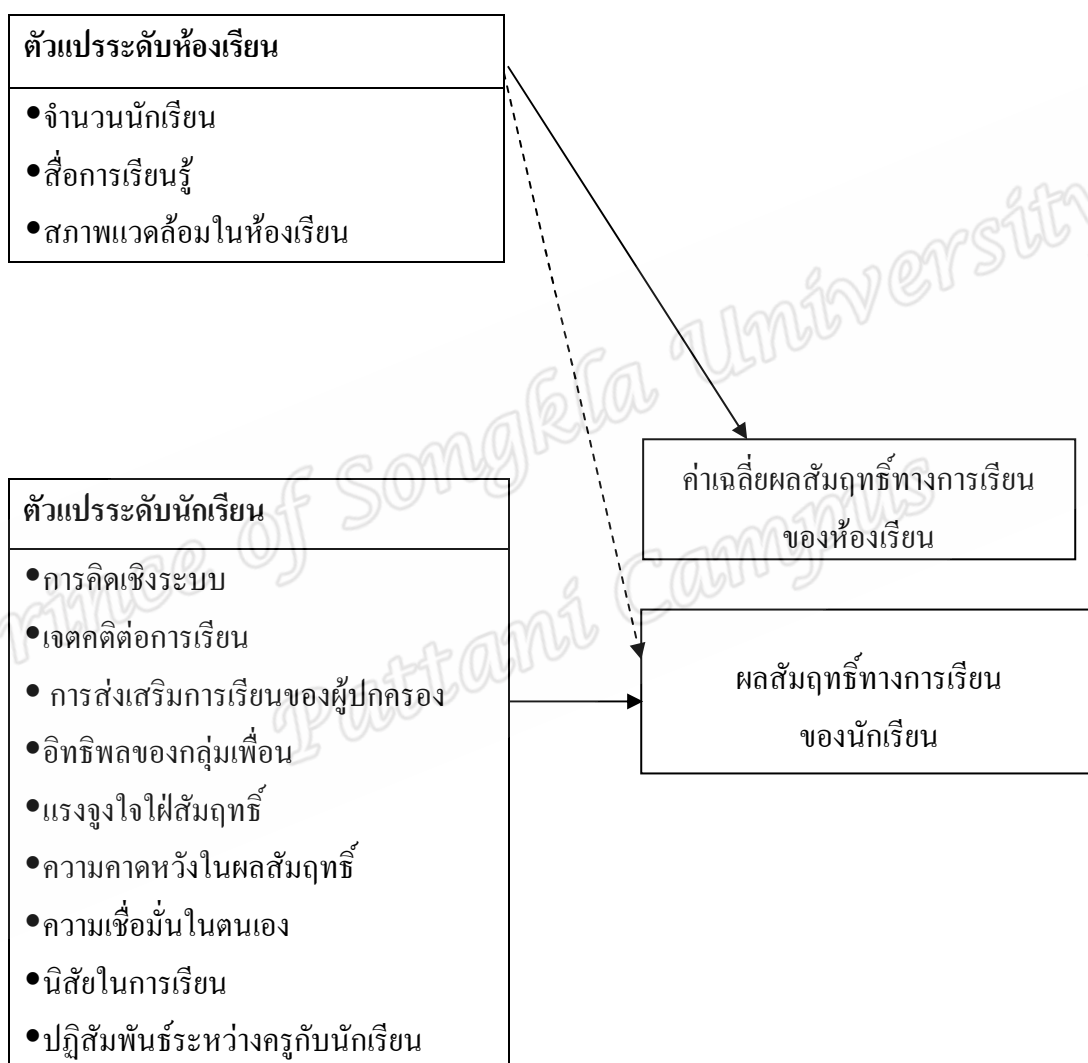 ตัวแปรระดับห้องเรียน
•จำนวนนักเรียน
•สื่อการเรียนรู้
•สภาพแวดล้อมในห้องเรียน
ค่าเฉลี่ยผลสัมฤทธิ์ทางการเรียน
ของห้องเรียน
ตัวแปรระดับนักเรียน
•การคิดเชิงระบบ
•เจตคติต่อการเรียน
• การส่งเสริมการเรียนของผู้ปกครอง
•อิทธิพลของกลุ่มเพื่อน
•แรงจูงใจใฝ่สัมฤทธิ์
•ความคาดหวังในผลสัมฤทธิ์
•ความเชื่อมั่นในตนเอง
•นิสัยในการเรียน
•ปฏิสัมพันธ์ระหว่างครูกับนักเรียน
ผลสัมฤทธิ์ทางการเรียน
ของนักเรียน
Prince of Songkla University
Pattani Campus